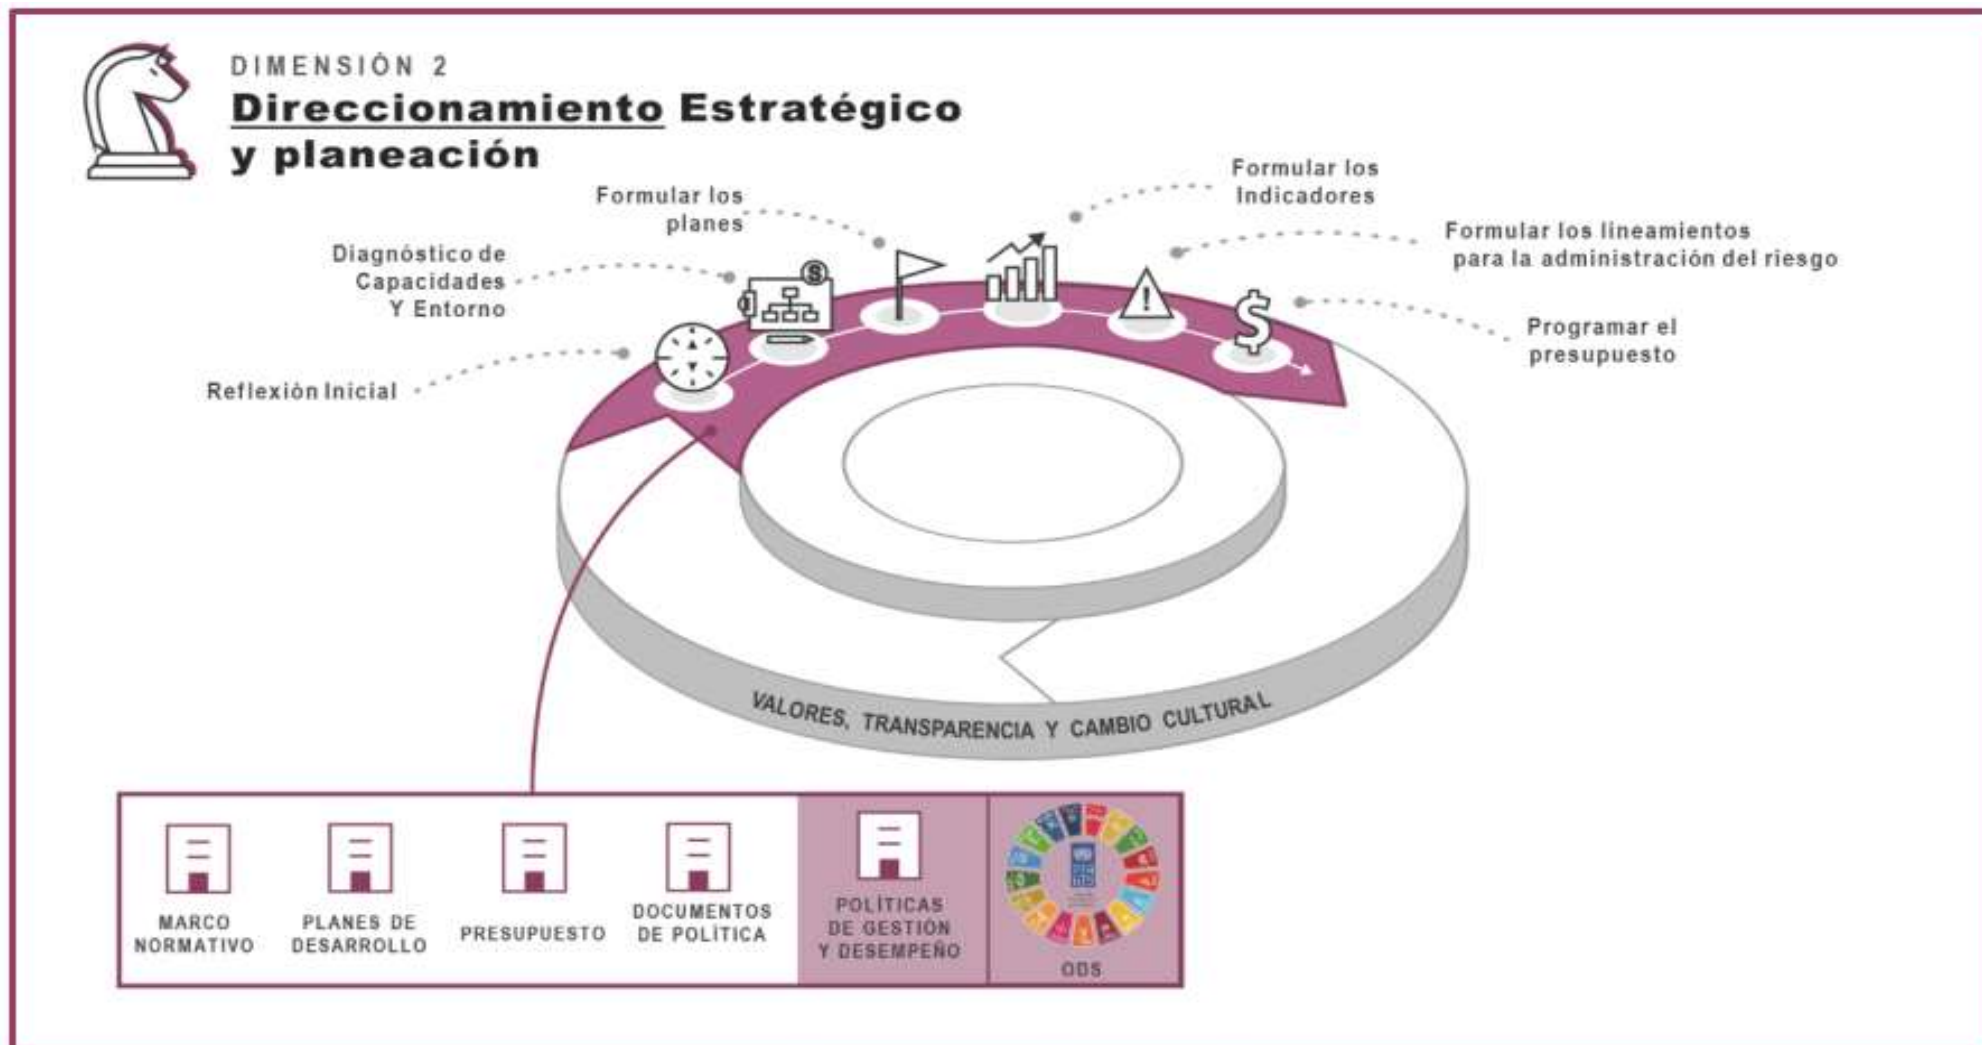 DIMENSIÓN 2
Direccionamiento Estratégico
y planeación
Formular los
planes
Formular los
Indicadores
Diagnóstico de
Capacidades
Y Entorno
Formular los lineamientos
para la administración del riesgo
Programar el
presupuesto
Reflexión Inicial
VALORES, TRANSPARENCIA Y CAMBIO CULTURAL
MARCO
NORMATIVO
PLANES DE
DESARROLLO
PRESUPUESTO
DOCUMENTOS
DE POLÍTICA
POLÍTICAS
DE GESTIÓN
Y DESEMPEÑO
ODS